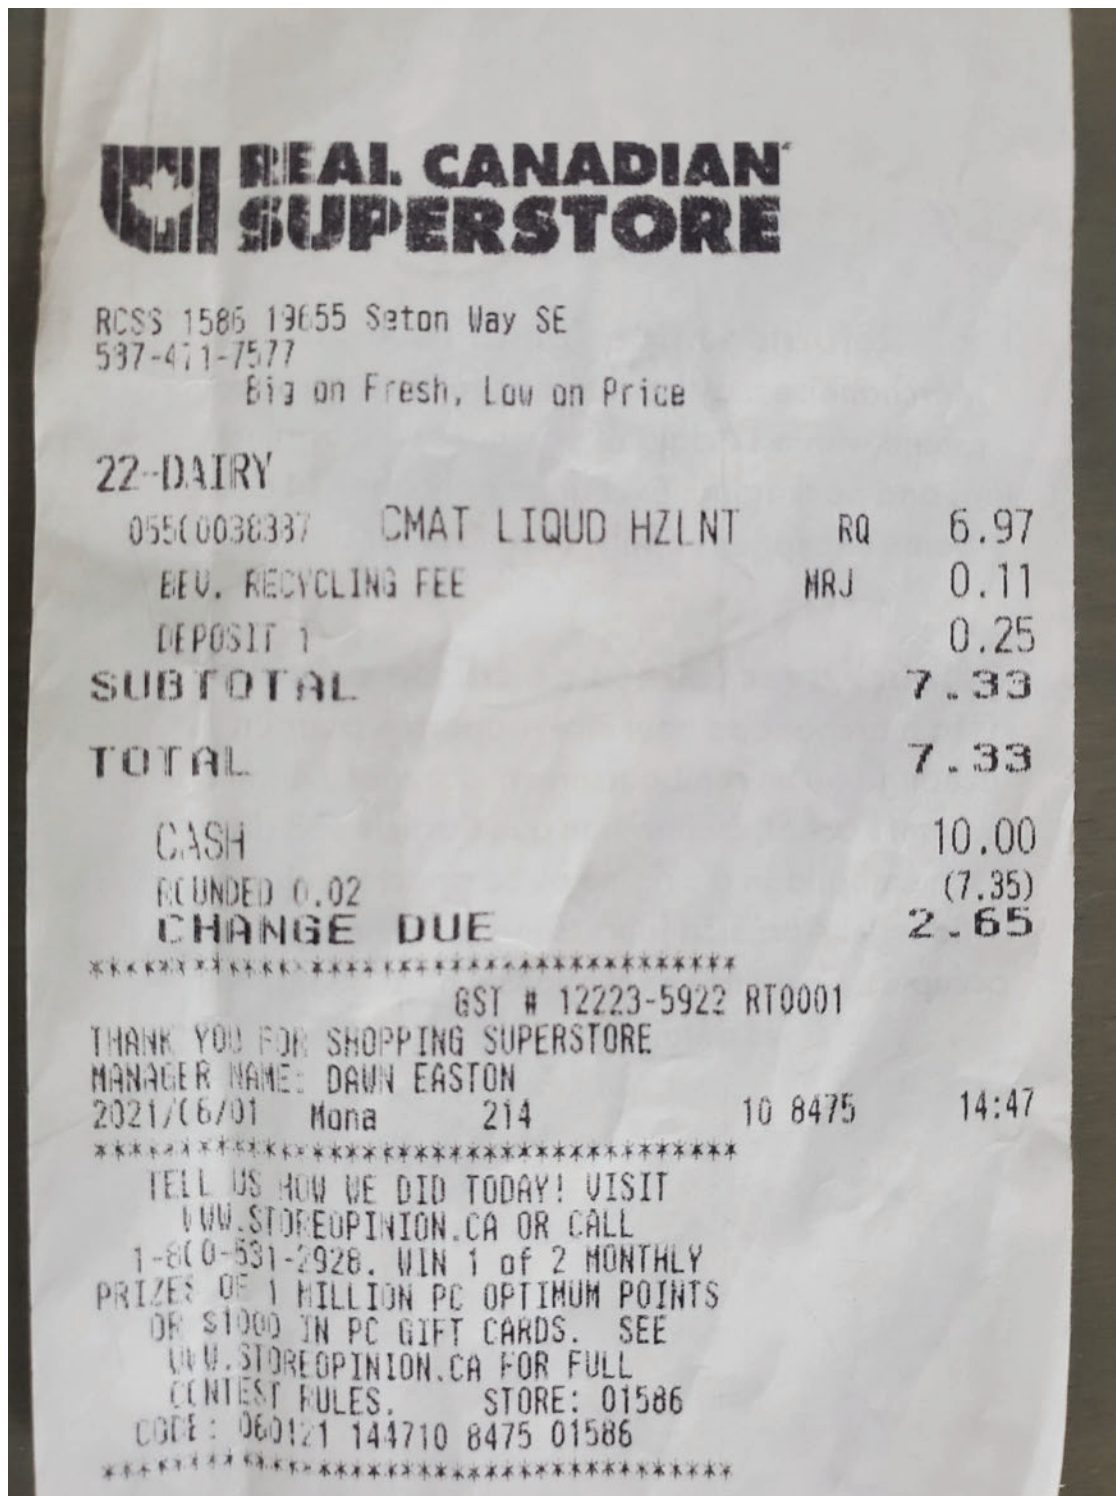 REAL CANADIAN
SUPERSTORE
RCSS 1586 19655 Seton Way SE
587-471-7577
Big on Fresh, Low on Price
22-DAIRY
05500038337 CMAT LIQUD HZLNT RQ 6.97
BEV. RECYCLING FEE MRJ 0.11
DEPOSIT 1 0.25
SUBTOTAL 7.33
TOTAL 7.33
CASH 10.00
ROUNDED 0.02 (7.35)
CHANGE DUE 2.65
****************************************
GST # 12223-5922 RT0001
THANK YOU FOR SHOPPING SUPERSTORE
MANAGER NAME: DAWN EASTON
2021/06/01 Mona 214 10 8475 14:47
****************************************
TELL US HOW WE DID TODAY! VISIT
WWW.STOREOPINION.CA OR CALL
1-800-531-2928. WIN 1 of 2 MONTHLY
PRIZES OF 1 MILLION PC OPTIMUM POINTS
OR $1000 IN PC GIFT CARDS. SEE
WWW.STOREOPINION.CA FOR FULL
CONTEST RULES. STORE: 01586
CODE: 060121 144710 8475 01586
****************************************